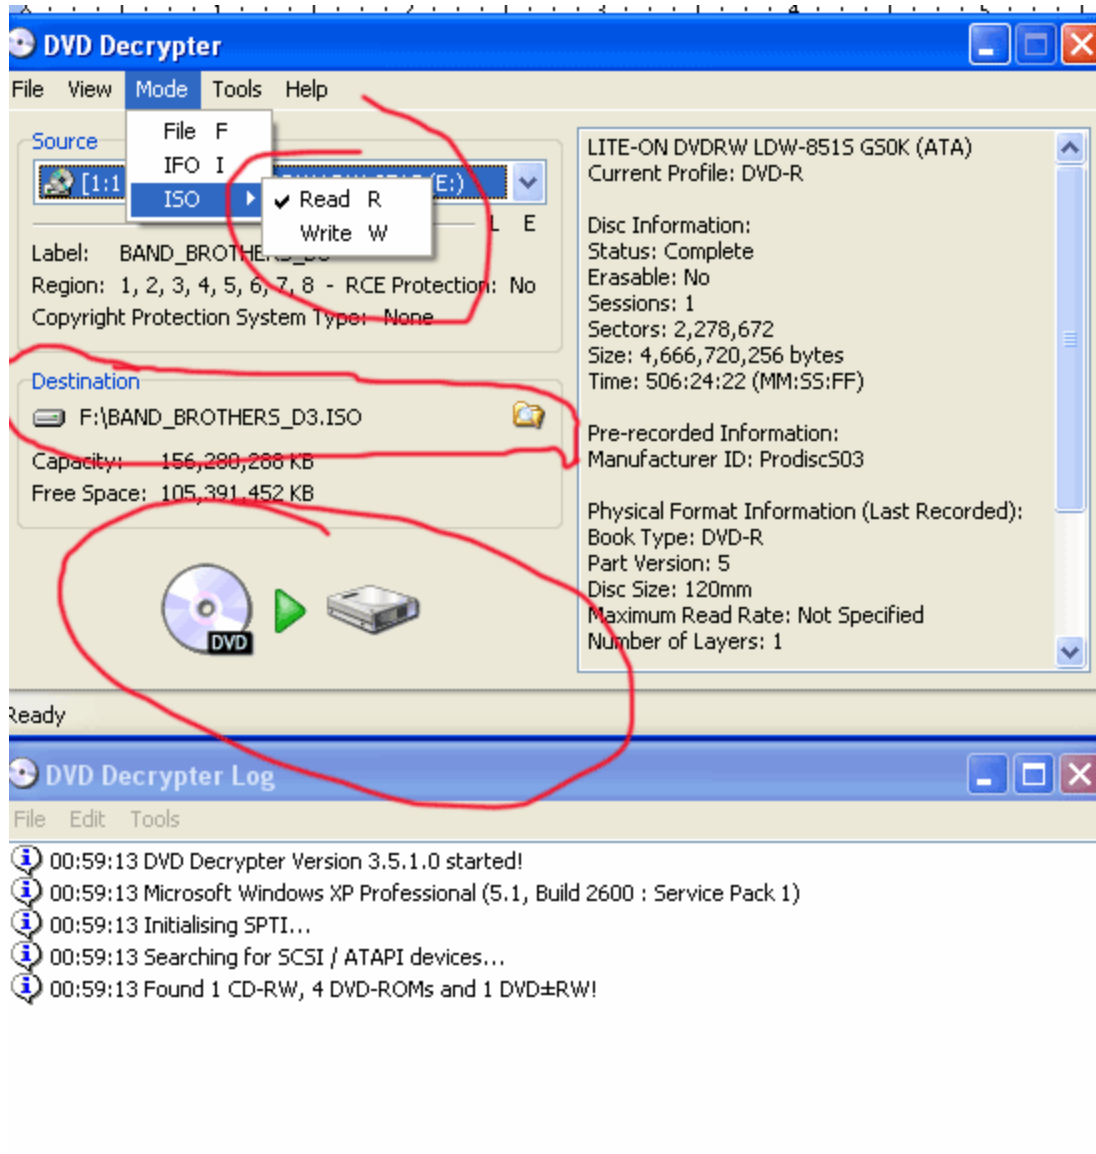 DVD Decrypter
File View Mode Tools Help
File F
IFO I
ISO
Read R
Write W
Source
[1:1 (E:)
L E
Label: BAND_BROTHERS_D3
Region: 1, 2, 3, 4, 5, 6, 7, 8 - RCE Protection: No
Copyright Protection System Type: None
Destination
F:\BAND_BROTHERS_D3.ISO
Capacity: 156,280,288 KB
Free Space: 105,391,452 KB
DVD
LITE-ON DVDRW LDW-851S GS0K (ATA)
Current Profile: DVD-R
Disc Information:
Status: Complete
Erasable: No
Sessions: 1
Sectors: 2,278,672
Size: 4,666,720,256 bytes
Time: 506:24:22 (MM:SS:FF)
Pre-recorded Information:
Manufacturer ID: ProdiscS03
Physical Format Information (Last Recorded):
Book Type: DVD-R
Part Version: 5
Disc Size: 120mm
Maximum Read Rate: Not Specified
Number of Layers: 1
Ready
DVD Decrypter Log
File Edit Tools
00:59:13 DVD Decrypter Version 3.5.1.0 started!
00:59:13 Microsoft Windows XP Professional (5.1, Build 2600 : Service Pack 1)
00:59:13 Initialising SPTI...
00:59:13 Searching for SCSI / ATAPI devices...
00:59:13 Found 1 CD-RW, 4 DVD-ROMs and 1 DVD±RW!